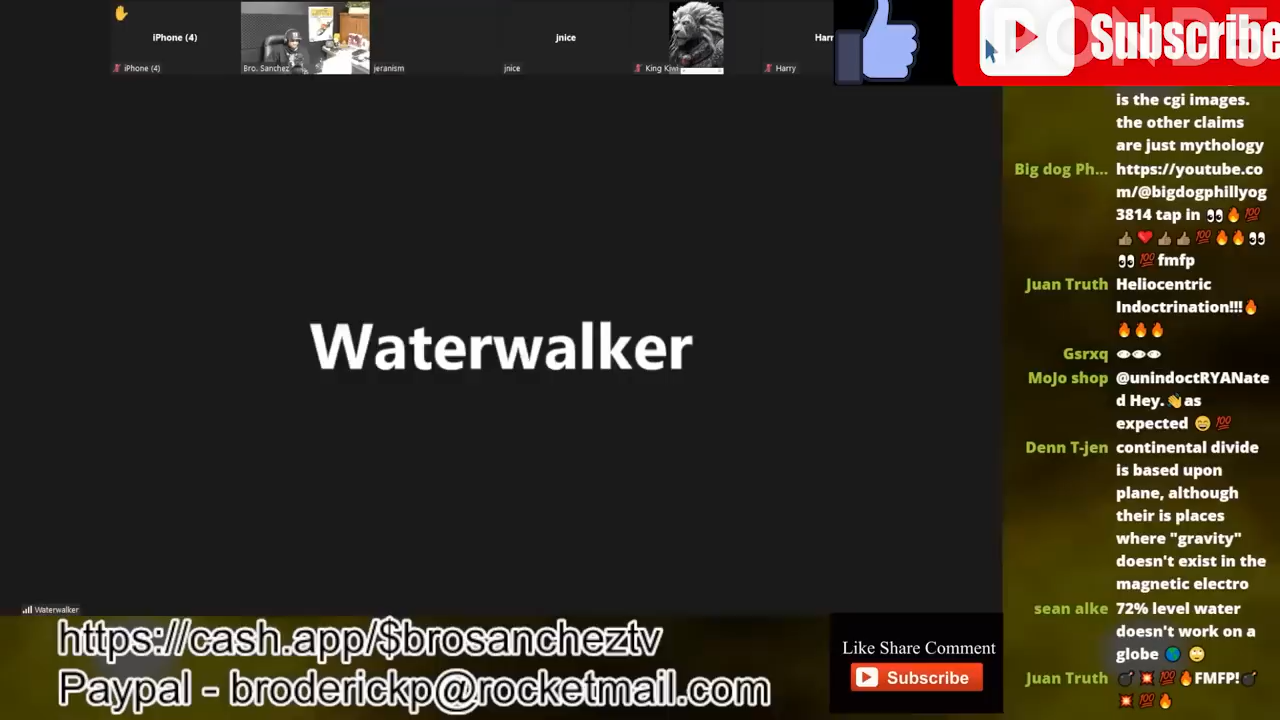 iPhone (4)
iPhone (4)
Bro. Sanchez
jeranism
jnice
jnice
King Kiwi
Harr
Harry
Subscribe
PONDE
is the cgi images.
the other claims
are just mythology
Big dog Ph... https://youtube.co
m/@bigdogphillyog
3814 tap in 👀🔥💯
👍🏽❤️👍🏽👍🏽💯🔥🔥👀
👀💯fmfp
Juan Truth Heliocentric
Indoctrination!!!🔥
🔥🔥🔥
Gsrxq 👁👁👁
MoJo shop @unindoctRYANate
d Hey.👋as
expected 😄💯
Denn T-jen continental divide
is based upon
plane, although
their is places
where "gravity"
doesn't exist in the
magnetic electro
sean alke 72% level water
doesn't work on a
globe 🌎🙄
Juan Truth 💣💥💯🔥FMFP!💣
💥💯🔥
Waterwalker
Waterwalker
https://cash.app/$brosancheztv
Paypal - broderickp@rocketmail.com
Like Share Comment
Subscribe